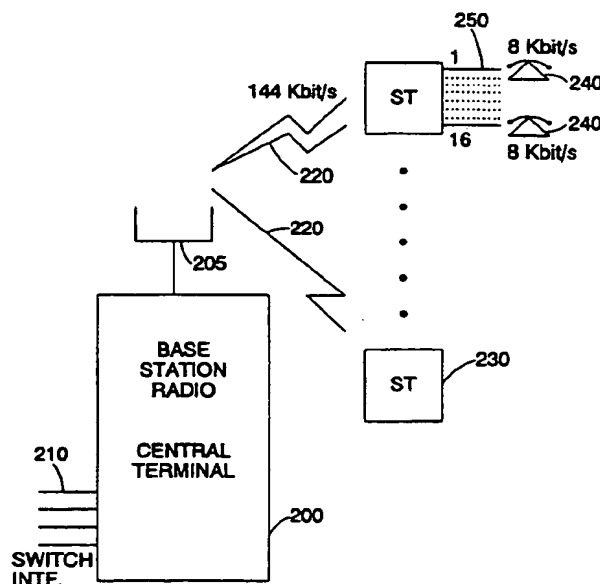 250
1
8 Kbit/s
240
144 Kbit/s
ST
240
16
8 Kbit/s
220
220
205
BASE
STATION
RADIO
ST
230
CENTRAL
TERMINAL
210
200
SWITCH
INTF.